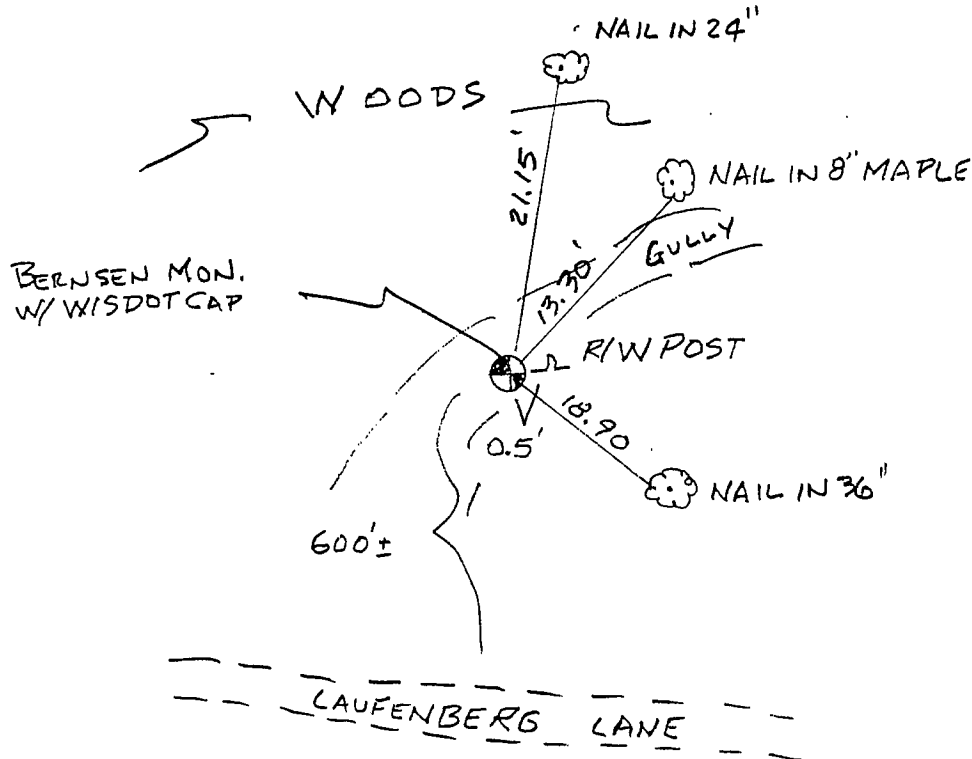 NAIL IN 24"
WOODS
21.15'
NAIL IN 8" MAPLE
GULLY
13.30'
BERNSEN MON.
W/ WISDOT CAP
R/W POST
18.90
0.5'
NAIL IN 36"
600'±
LAUFENBERG LANE